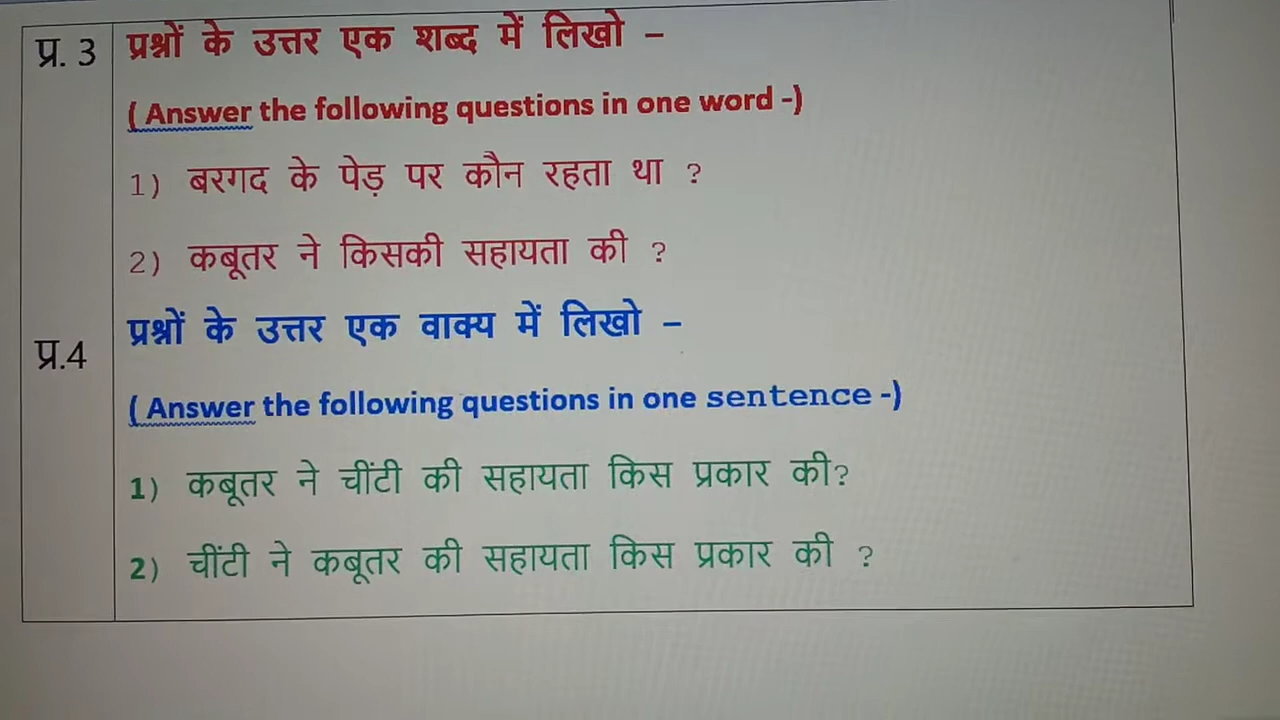 प्र. 3 प्रश्नों के उत्तर एक शब्द में लिखो –
( Answer the following questions in one word -)
1) बरगद के पेड़ पर कौन रहता था ?
2) कबूतर ने किसकी सहायता की ?
प्रश्नों के उत्तर एक वाक्य में लिखो –
प्र.4
( Answer the following questions in one sentence -)
1) कबूतर ने चींटी की सहायता किस प्रकार की?
2) चींटी ने कबूतर की सहायता किस प्रकार की ?